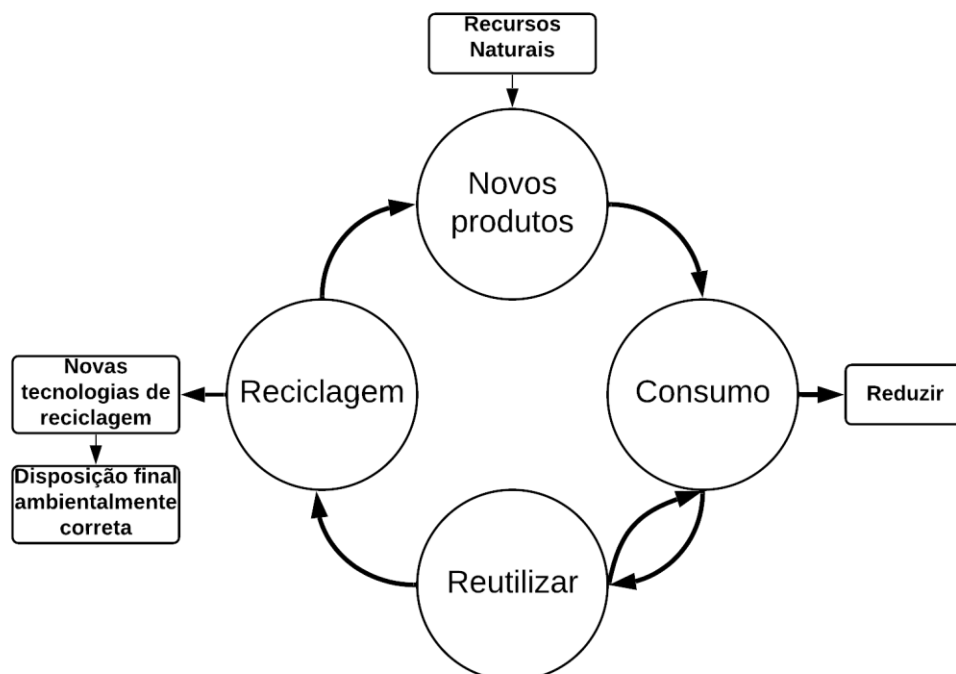 Recursos
Naturais
Novos
produtos
Novas
tecnologias de
reciclagem
Reciclagem
Consumo
Reduzir
Disposição final
ambientalmente
correta
Reutilizar